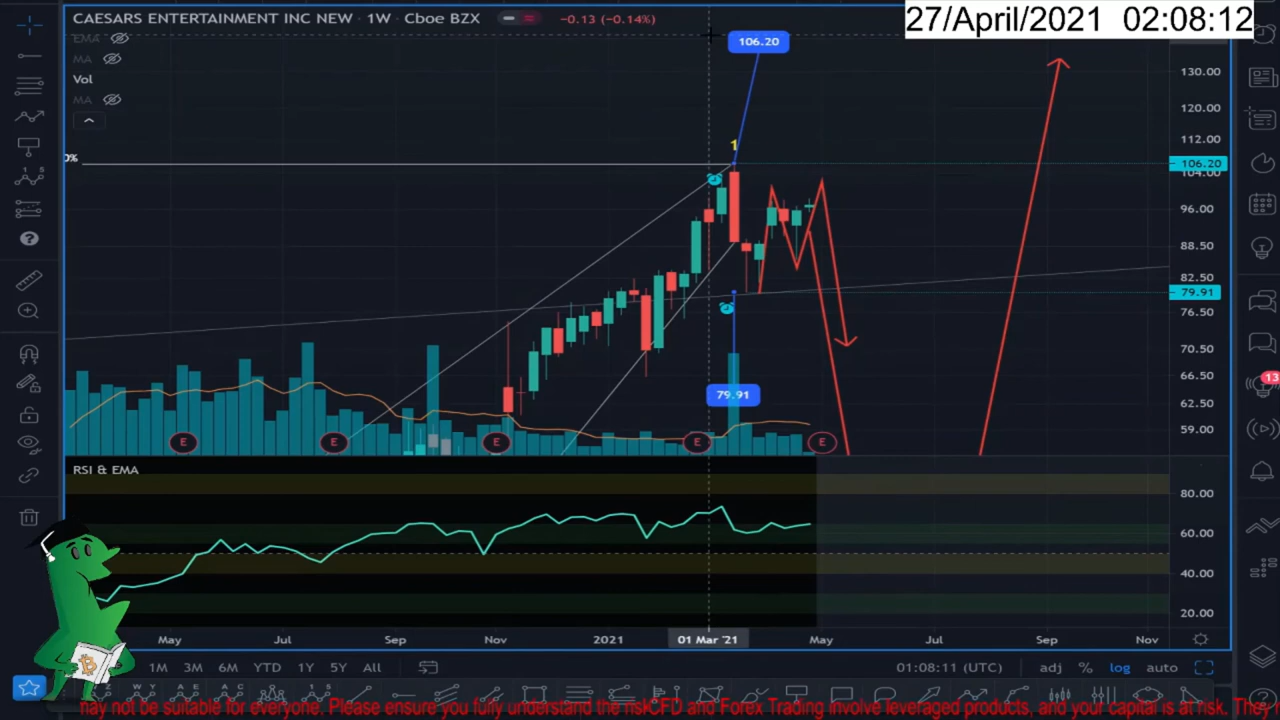 CAESARS ENTERTAINMENT INC NEW · 1W · Cboe BZX −0.13 (−0.14%)
27/April/2021 02:08:12
EMA
MA
Vol
MA
106.20
0%
1
130.00
120.00
112.00
106.20
104.00
96.00
88.50
82.50
79.91
76.50
70.50
66.50
62.50
59.00
79.91
E E E E E
13
RSI & EMA
80.00
60.00
40.00
20.00
May Jul Sep Nov 2021 01 Mar '21 May Jul Sep Nov
1M 3M 6M YTD 1Y 5Y All 01:08:11 (UTC) adj % log auto
may not be suitable for everyone. Please ensure you fully understand the risk CFD and Forex Trading involve leveraged products, and your capital is at risk. They